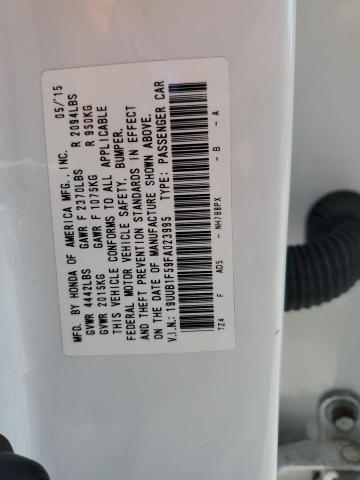 MFD. BY HONDA OF AMERICA MFG., INC. 05/15
GVWR 4442LBS GAWR F 2370LBS R 2094LBS
GVWR 2015KG GAWR F 1075KG R 950KG
THIS VEHICLE CONFORMS TO ALL APPLICABLE
FEDERAL MOTOR VEHICLE SAFETY, BUMPER,
AND THEFT PREVENTION STANDARDS IN EFFECT
ON THE DATE OF MANUFACTURE SHOWN ABOVE.
V.I.N.: 19UUB1F59FA023995 TYPE: PASSENGER CAR
TZ4 F A05 - NH788PX - B - A